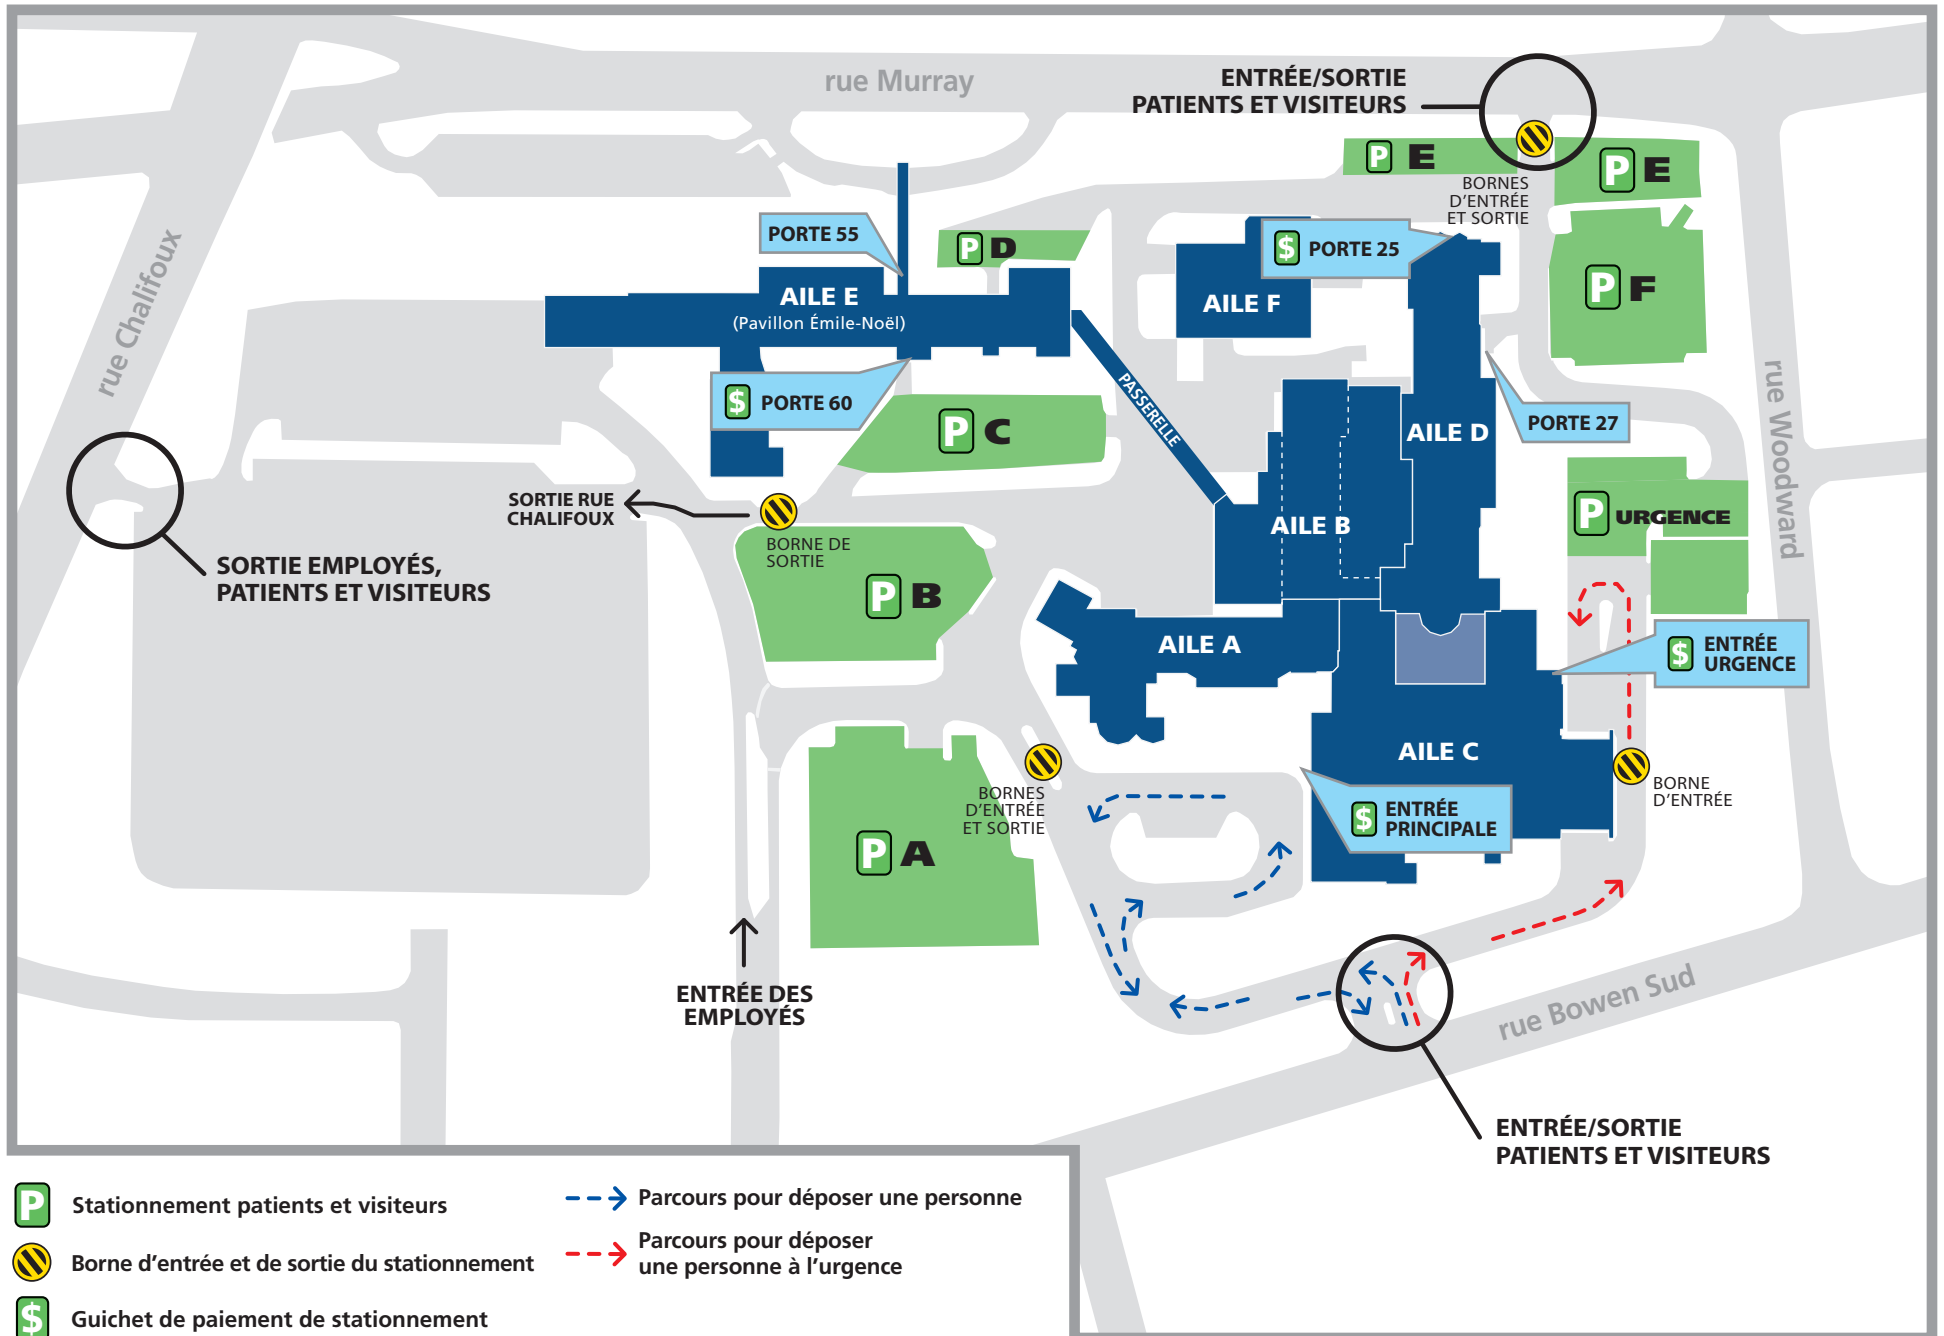 rue Murray
ENTRÉE/SORTIE
PATIENTS ET VISITEURS
P E
P E
BORNES
D'ENTRÉE
ET SORTIE
PORTE 55
P D
$ PORTE 25
rue Chalifoux
AILE E
(Pavillon Émile-Noël)
AILE F
P F
PASSERELLE
$ PORTE 60
P C
AILE D
PORTE 27
rue Woodward
SORTIE RUE
CHALIFOUX
BORNE DE
SORTIE
AILE B
P URGENCE
SORTIE EMPLOYÉS,
PATIENTS ET VISITEURS
P B
AILE A
$ ENTRÉE
URGENCE
AILE C
BORNES
D'ENTRÉE
ET SORTIE
BORNE
D'ENTRÉE
$ ENTRÉE
PRINCIPALE
P A
ENTRÉE DES
EMPLOYÉS
rue Bowen Sud
ENTRÉE/SORTIE
PATIENTS ET VISITEURS
P Stationnement patients et visiteurs
Borne d'entrée et de sortie du stationnement
$ Guichet de paiement de stationnement
Parcours pour déposer une personne
Parcours pour déposer
une personne à l'urgence